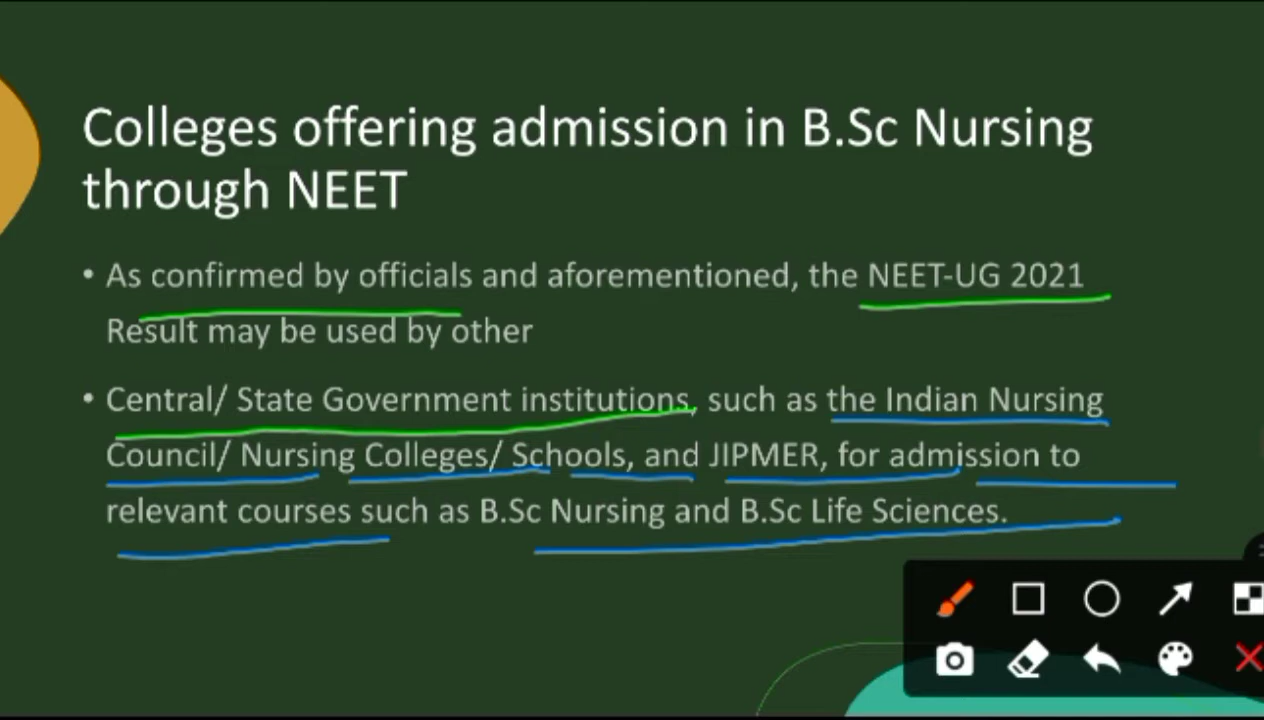 Colleges offering admission in B.Sc Nursing
through NEET
• As confirmed by officials and aforementioned, the NEET-UG 2021
Result may be used by other
• Central/ State Government institutions, such as the Indian Nursing
Council/ Nursing Colleges/ Schools, and JIPMER, for admission to
relevant courses such as B.Sc Nursing and B.Sc Life Sciences.